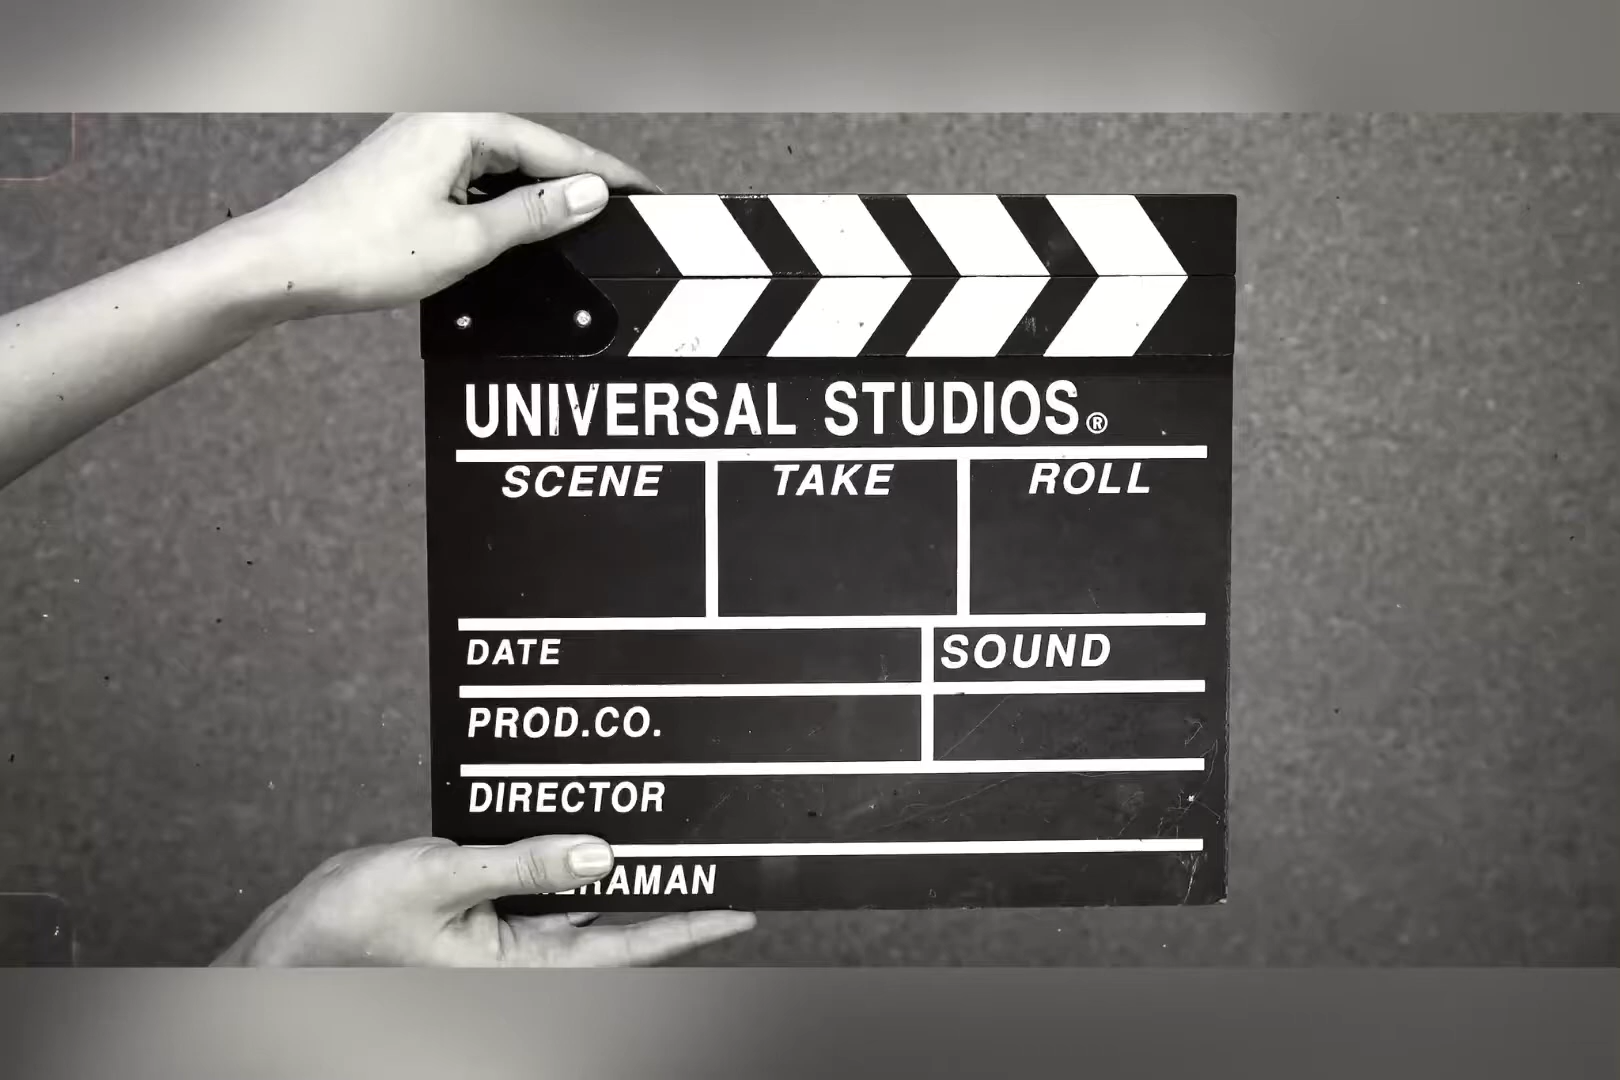 UNIVERSAL STUDIOS®
SCENE TAKE ROLL
DATE SOUND
PROD.CO.
DIRECTOR